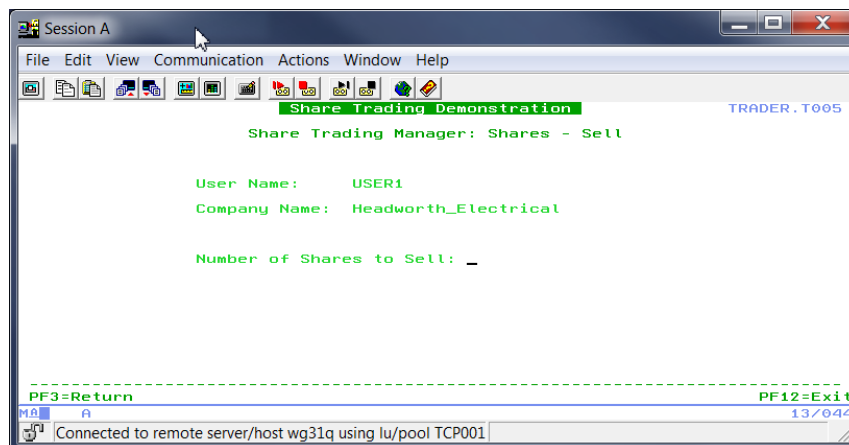 Session A
File Edit View Communication Actions Window Help
Share Trading Demonstration TRADER.T005
Share Trading Manager: Shares - Sell
User Name: USER1
Company Name: Headworth_Electrical
Number of Shares to Sell: _
PF3=Return PF12=Exit
MA A 13/044
Connected to remote server/host wg31q using lu/pool TCP001